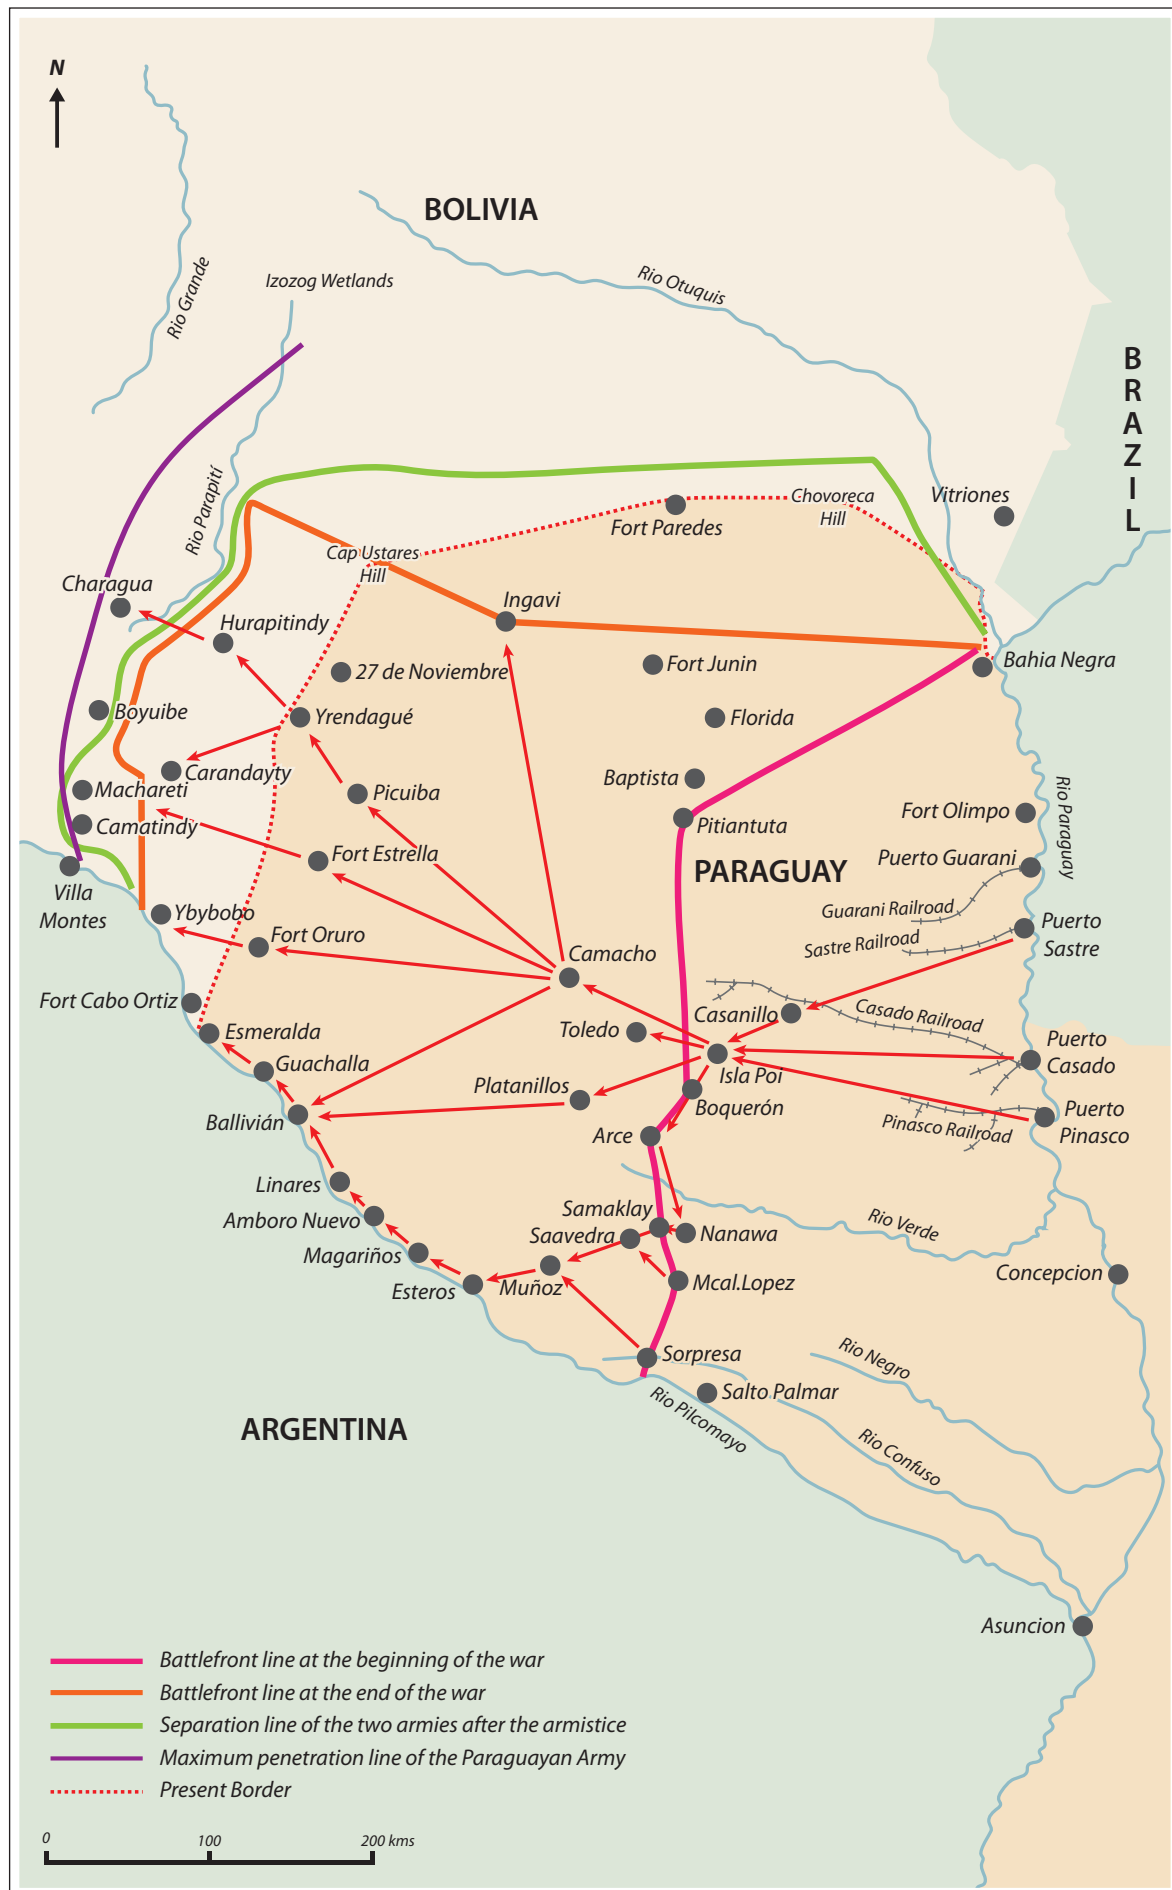 N
BOLIVIA
Rio Grande
Izozog Wetlands
Rio Otuquis
B
R
A
Z
I
L
Rio Parapití
Chovoreca
Hill
Vitriones
Fort Paredes
Cap Ustares
Hill
Charagua
Ingavi
Hurapitindy
27 de Noviembre
Fort Junin
Bahia Negra
Boyuibe
Yrendagué
Florida
Carandayty
Machareti
Picuiba
Baptista
Rio Paraguay
Camatindy
Pitiantuta
Fort Olimpo
Fort Estrella
PARAGUAY
Puerto Guarani
Villa
Montes
Ybybobo
Guarani Railroad
Puerto
Sastre
Fort Oruro
Sastre Railroad
Camacho
Fort Cabo Ortiz
Casanillo
Casado Railroad
Esmeralda
Toledo
Puerto
Casado
Guachalla
Isla Poi
Platanillos
Boquerón
Ballivián
Arce
Pinasco Railroad
Puerto
Pinasco
Linares
Amboro Nuevo
Samaklay
Saavedra
Nanawa
Rio Verde
Magariños
Esteros
Muñoz
Mcal.Lopez
Concepcion
Sorpresa
Rio Negro
Salto Palmar
Rio Pilcomayo
ARGENTINA
Rio Confuso
Asuncion
Battlefront line at the beginning of the war
Battlefront line at the end of the war
Separation line of the two armies after the armistice
Maximum penetration line of the Paraguayan Army
Present Border
0 100 200 kms